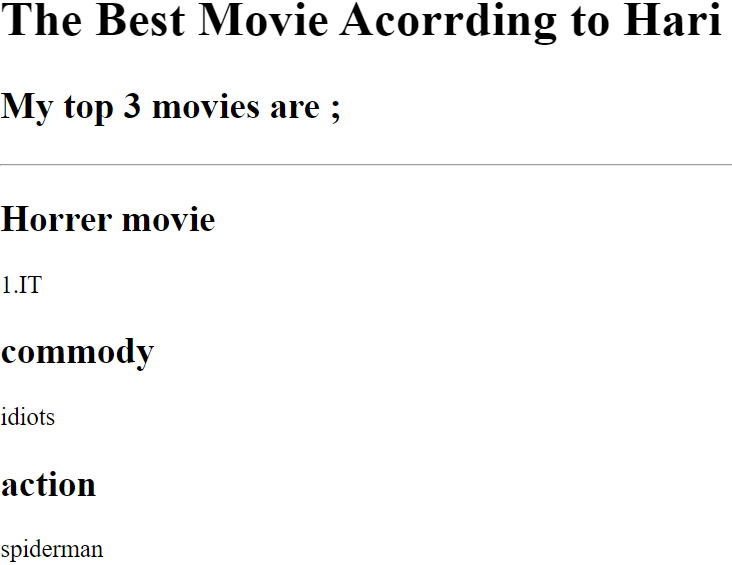 The Best Movie Acorrding to Hari
My top 3 movies are ;
Horrer movie
1.IT
commody
idiots
action
spiderman